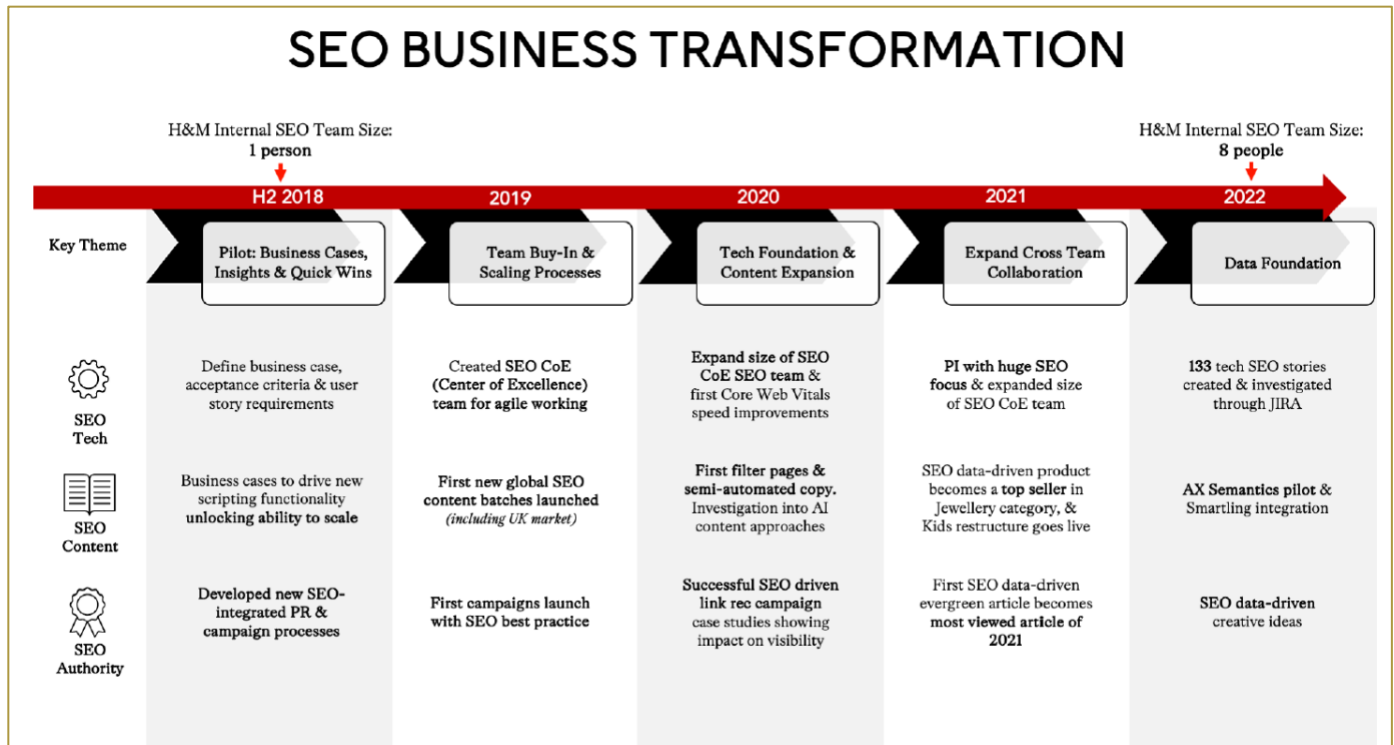 SEO BUSINESS TRANSFORMATION
H&M Internal SEO Team Size:
1 person
H&M Internal SEO Team Size:
8 people
H2 2018
2019
2020
2021
2022
Key Theme
Pilot: Business Cases,
Insights & Quick Wins
Team Buy-In &
Scaling Processes
Tech Foundation &
Content Expansion
Expand Cross Team
Collaboration
Data Foundation
SEO
Tech
Define business case,
acceptance criteria & user
story requirements
Created SEO CoE
(Center of Excellence)
team for agile working
Expand size of SEO
CoE SEO team &
first Core Web Vitals
speed improvements
PI with huge SEO
focus & expanded size
of SEO CoE team
133 tech SEO stories
created & investigated
through JIRA
SEO
Content
Business cases to drive new
scripting functionality
unlocking ability to scale
First new global SEO
content batches launched
(including UK market)
First filter pages &
semi-automated copy.
Investigation into AI
content approaches
SEO data-driven product
becomes a top seller in
Jewellery category, &
Kids restructure goes live
AX Semantics pilot &
Smartling integration
SEO
Authority
Developed new SEO-
integrated PR &
campaign processes
First campaigns launch
with SEO best practice
Successful SEO driven
link rec campaign
case studies showing
impact on visibility
First SEO data-driven
evergreen article becomes
most viewed article of
2021
SEO data-driven
creative ideas